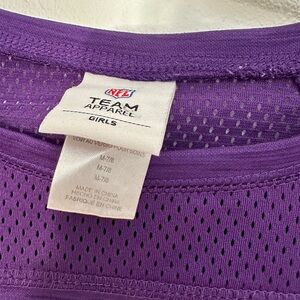 NFL
TEAM
APPAREL
GIRLS
M-7/8
M-7/8
M-7/8
MADE IN CHINA
HECHO EN CHINA
FABRIQUÉ EN CHINE